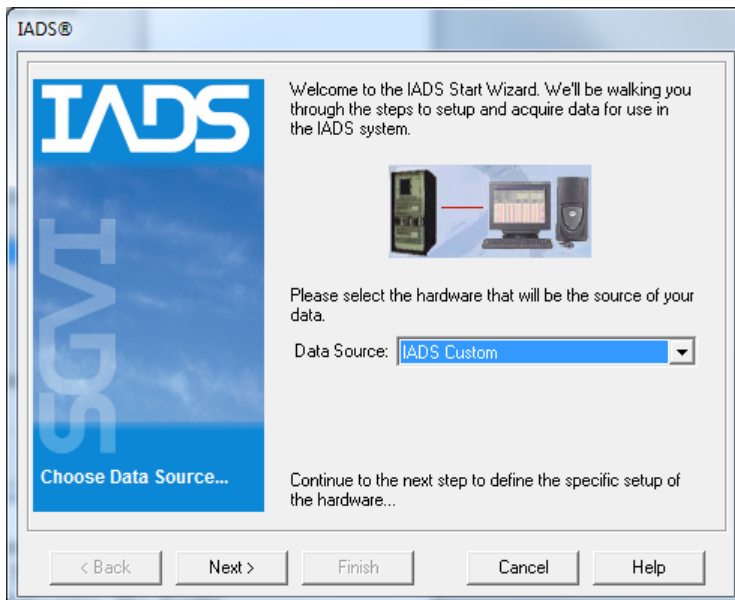 IADS®
IADS
Welcome to the IADS Start Wizard. We'll be walking you
through the steps to setup and acquire data for use in
the IADS system.
IADS
Please select the hardware that will be the source of your
data.
Data Source: IADS Custom
Choose Data Source...
Continue to the next step to define the specific setup of
the hardware...
< Back
Next >
Finish
Cancel
Help